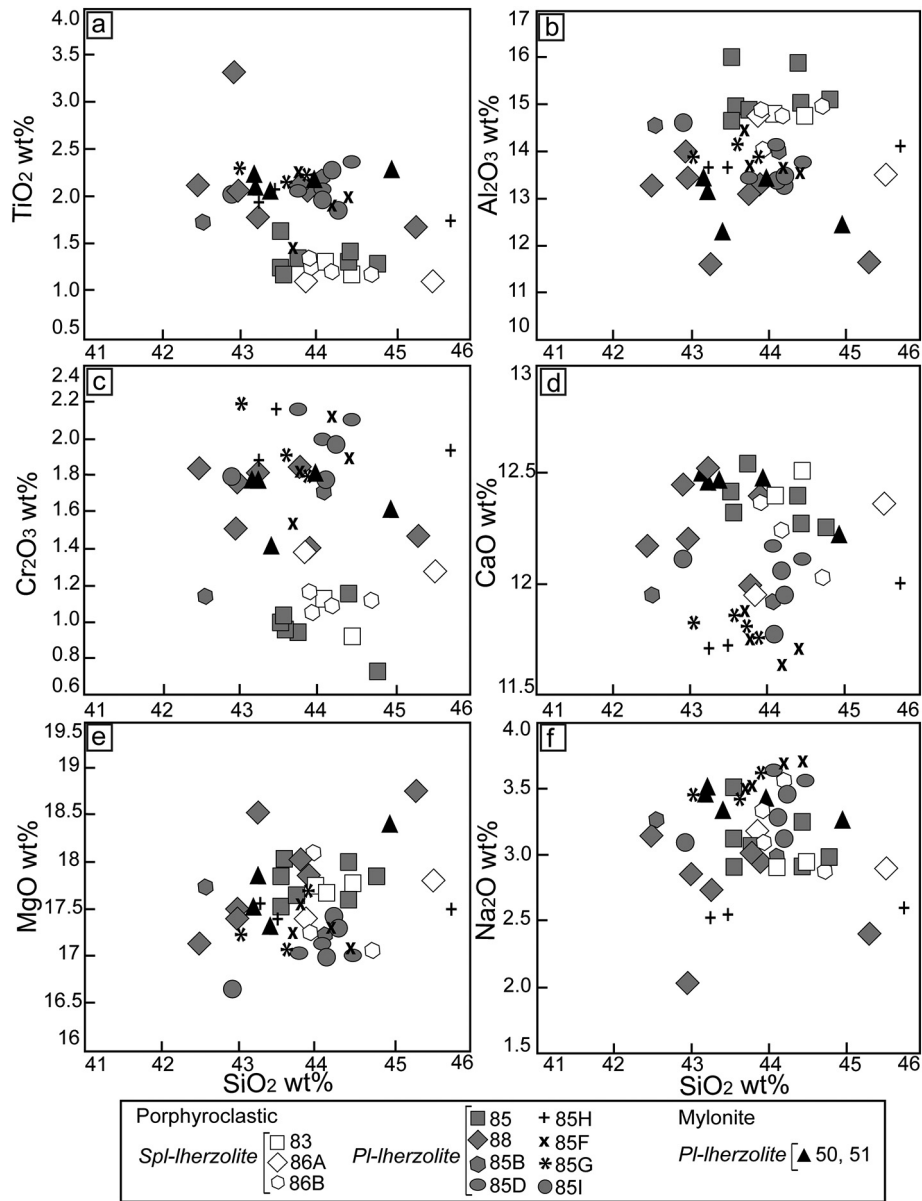 a
4.0
3.5
3.0
2.5
2.0
1.5
1.0
0.5
TiO2 wt%
41 42 43 44 45 46
b
17
16
15
14
13
12
11
10
Al2O3 wt%
41 42 43 44 45 46
c
2.4
2.2
2.0
1.8
1.6
1.4
1.2
1.0
0.8
0.6
Cr2O3 wt%
41 42 43 44 45 46
d
13
12.5
12
11.5
CaO wt%
41 42 43 44 45 46
e
19.5
19
18.5
18
17.5
17
16.5
16
MgO wt%
41 42 43 44 45 46
SiO2 wt%
f
4.0
3.5
3.0
2.5
2.0
1.5
Na2O wt%
41 42 43 44 45 46
SiO2 wt%
Porphyroclastic
Spl-lherzolite
83
86A
86B
Pl-lherzolite
85
88
85B
85D
85H
85F
85G
85I
Mylonite
Pl-lherzolite
50, 51